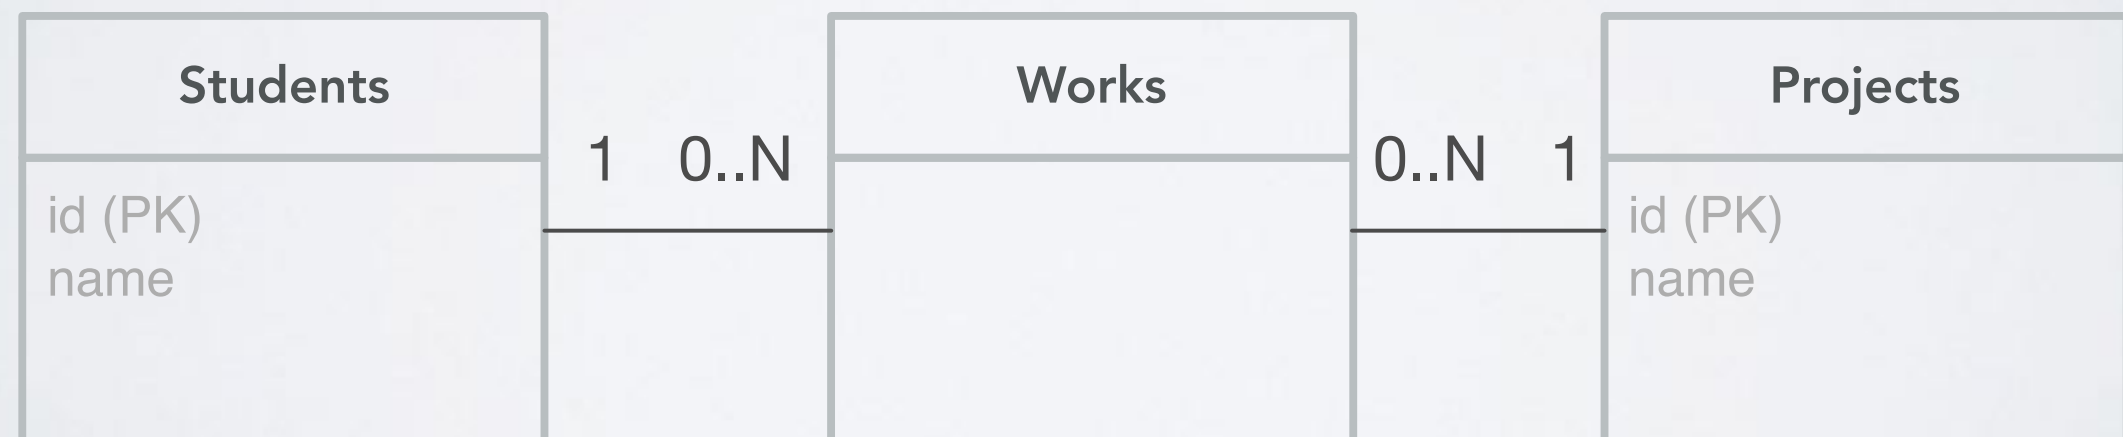 Students
id (PK)
name
1 0..N
Works
0..N 1
Projects
id (PK)
name